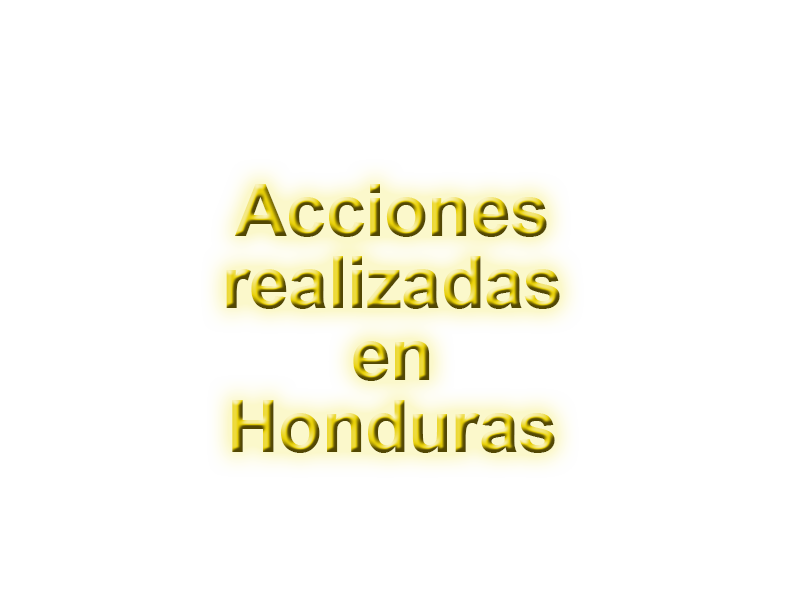 Acciones
realizadas
en
Honduras